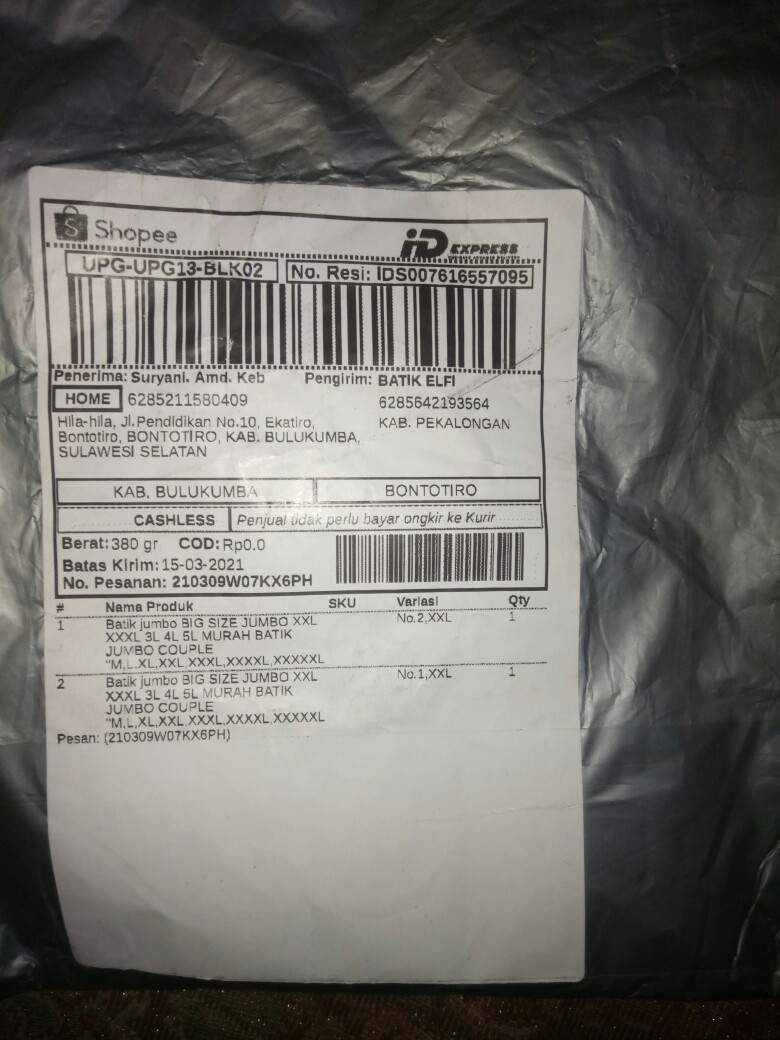 Shopee
iD EXPRESS
UPG-UPG13-BLK02 No. Resi: IDS007616557095
Penerima: Suryani. Amd. Keb Pengirim: BATIK ELFI
HOME 6285211580409 6285642193564
Hila-hila, Jl.Pendidikan No.10, Ekatiro, KAB. PEKALONGAN
Bontotiro, BONTOTIRO, KAB. BULUKUMBA,
SULAWESI SELATAN
KAB. BULUKUMBA BONTOTIRO
CASHLESS Penjual tidak perlu bayar ongkir ke Kurir
Berat: 380 gr COD: Rp0.0
Batas Kirim: 15-03-2021
No. Pesanan: 210309W07KX6PH
# Nama Produk SKU Variasi Qty
1 Batik jumbo BIG SIZE JUMBO XXL No.2,XXL 1
XXXL 3L 4L 5L MURAH BATIK
JUMBO COUPLE
"M,L,XL,XXL,XXXL,XXXXL,XXXXXL
2 Batik jumbo BIG SIZE JUMBO XXL No.1,XXL 1
XXXL 3L 4L 5L MURAH BATIK
JUMBO COUPLE
"M,L,XL,XXL,XXXL,XXXXL,XXXXXL
Pesan: (210309W07KX6PH)